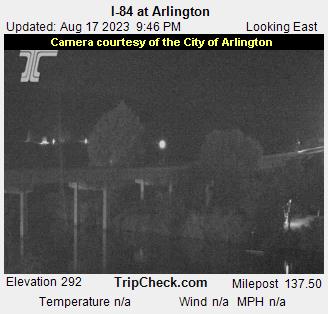 I-84 at Arlington
Updated: Aug 17 2023 9:46 PM Looking East
Camera courtesy of the City of Arlington
Elevation 292 TripCheck.com Milepost 137.50
Temperature n/a Wind n/a MPH n/a